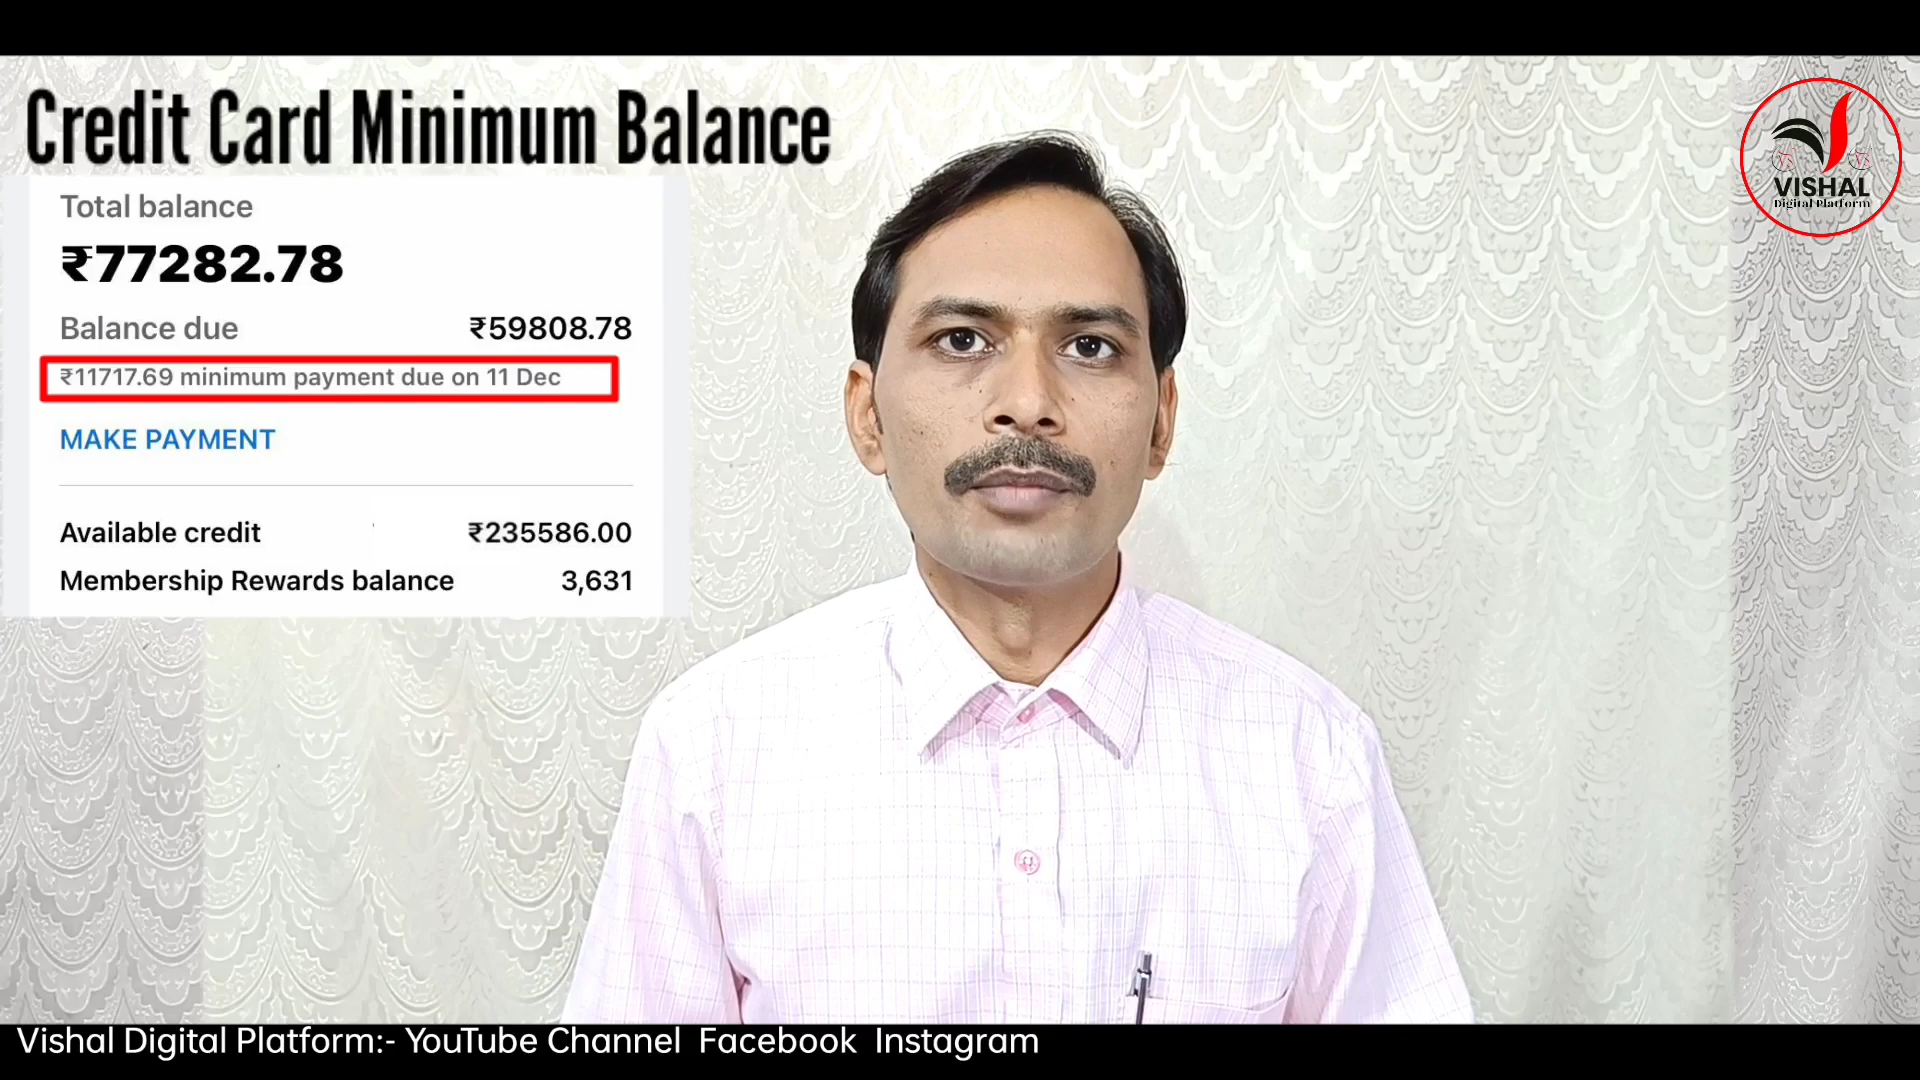 Credit Card Minimum Balance
Total balance
₹77282.78
Balance due ₹59808.78
₹11717.69 minimum payment due on 11 Dec
MAKE PAYMENT
Available credit ₹235586.00
Membership Rewards balance 3,631
VS VS
VISHAL
Digital Platform
Vishal Digital Platform:- YouTube Channel Facebook Instagram